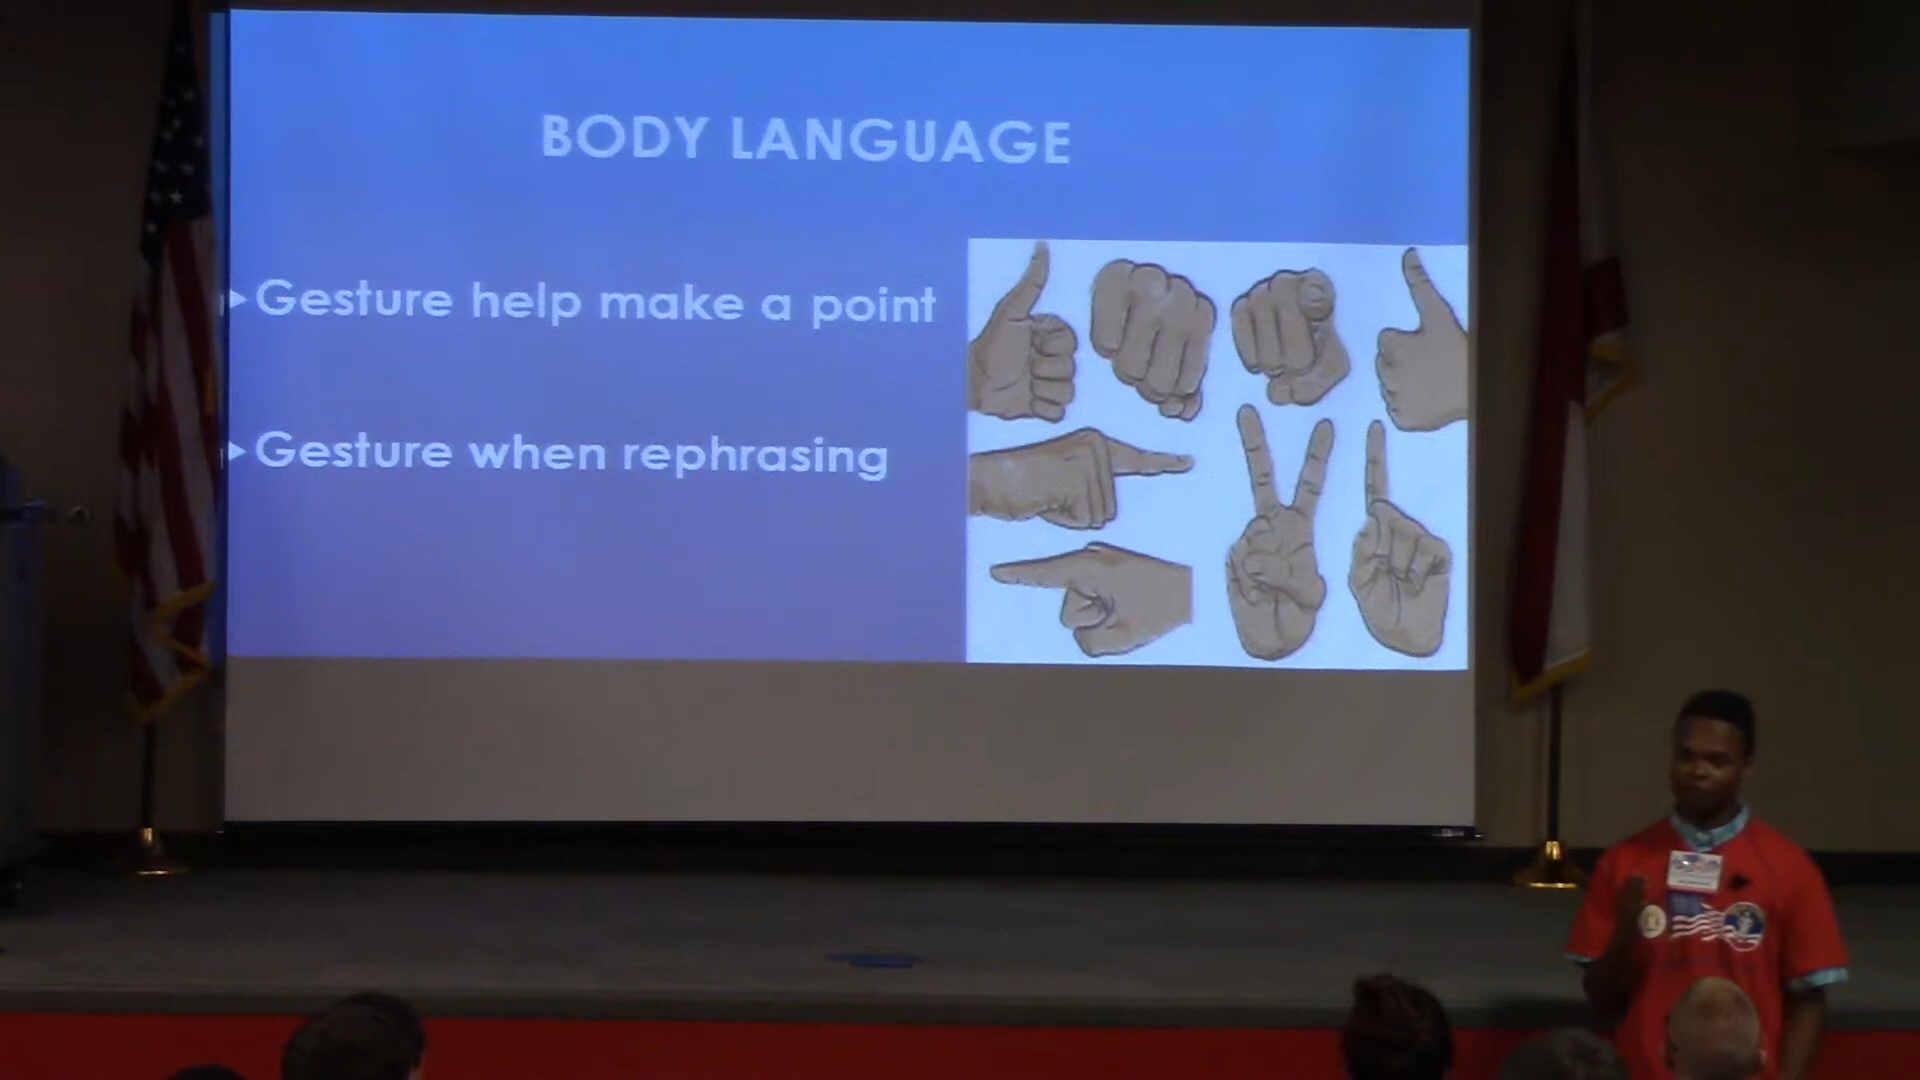 BODY LANGUAGE
Gesture help make a point
Gesture when rephrasing